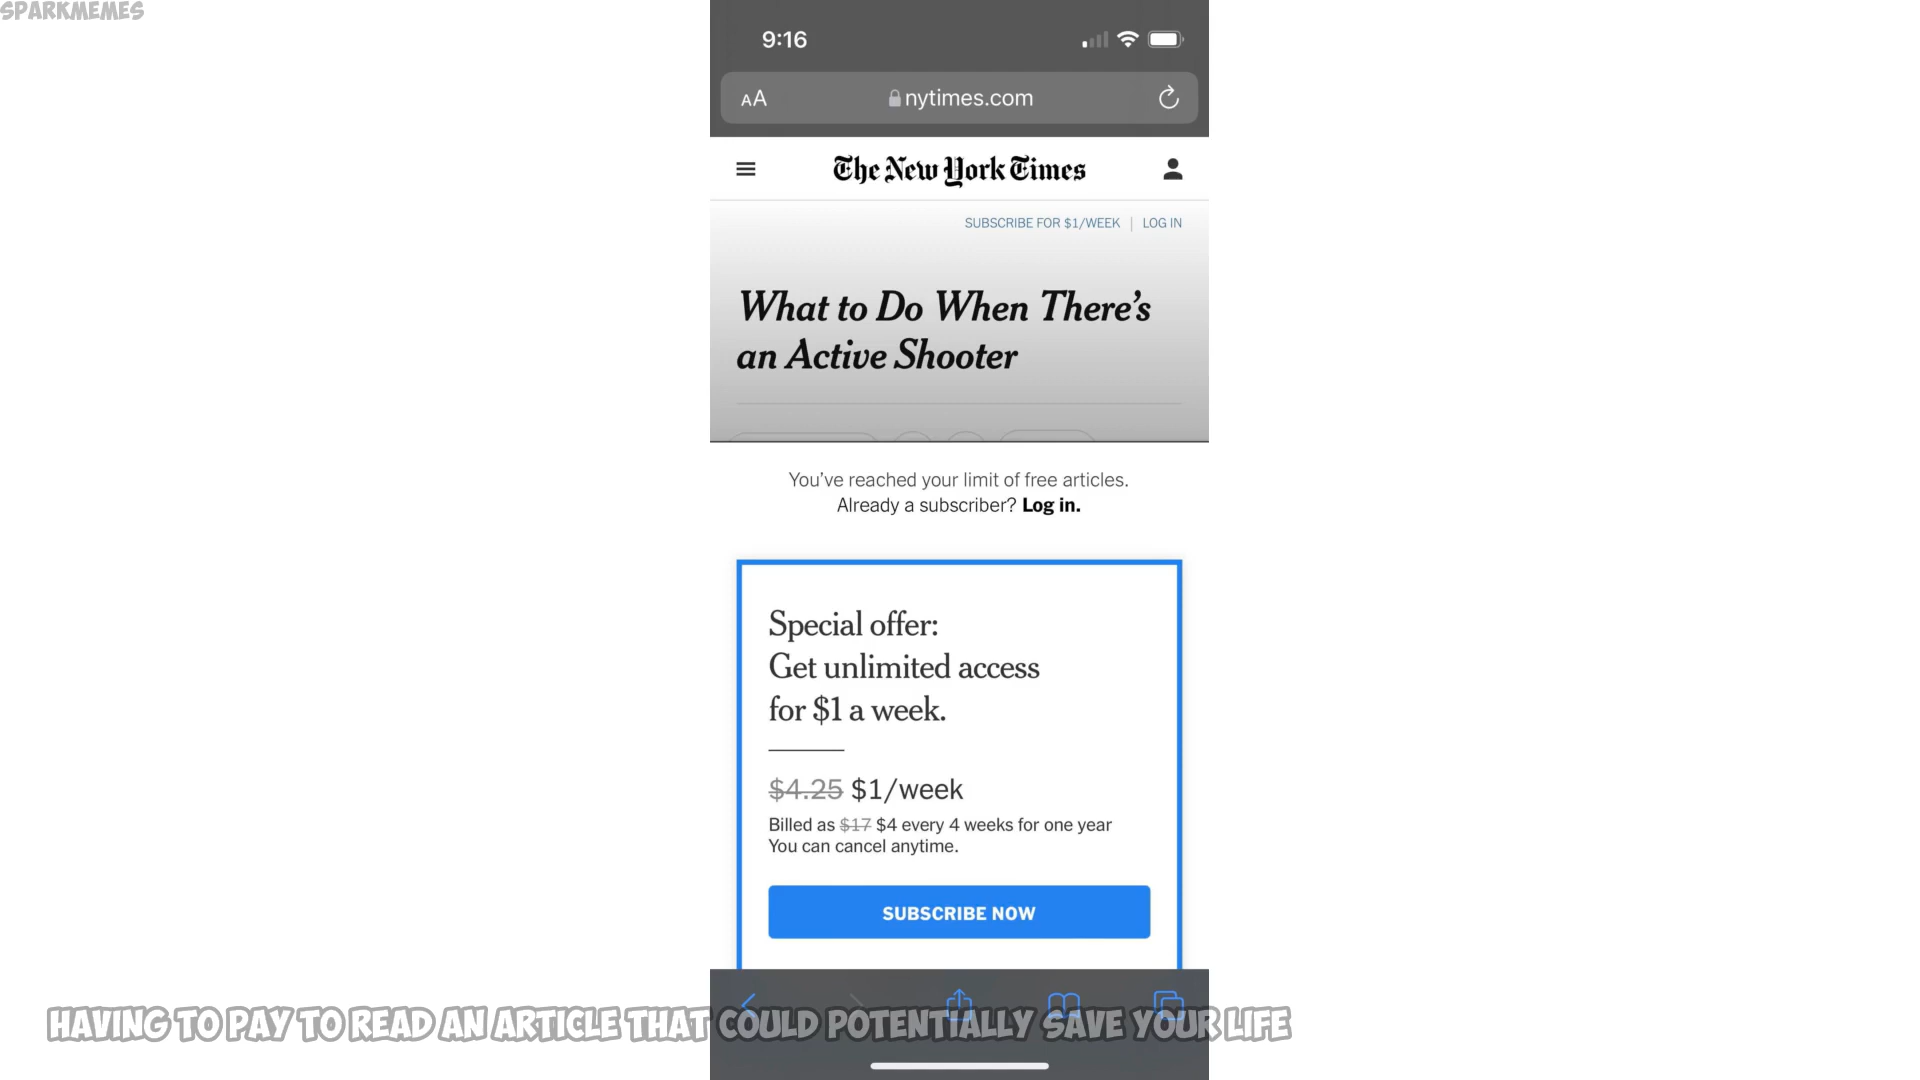 SPARKMEMES
9:16
AA
nytimes.com
The New York Times
SUBSCRIBE FOR $1/WEEK | LOG IN
What to Do When There’s
an Active Shooter
You’ve reached your limit of free articles.
Already a subscriber? Log in.
Special offer:
Get unlimited access
for $1 a week.
$4.25 $1/week
Billed as $17 $4 every 4 weeks for one year
You can cancel anytime.
SUBSCRIBE NOW
HAVING TO PAY TO READ AN ARTICLE THAT COULD POTENTIALLY SAVE YOUR LIFE